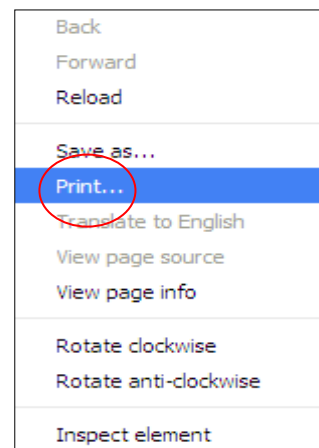 Back
Forward
Reload
Save as...
Print...
Translate to English
View page source
View page info
Rotate clockwise
Rotate anti-clockwise
Inspect element